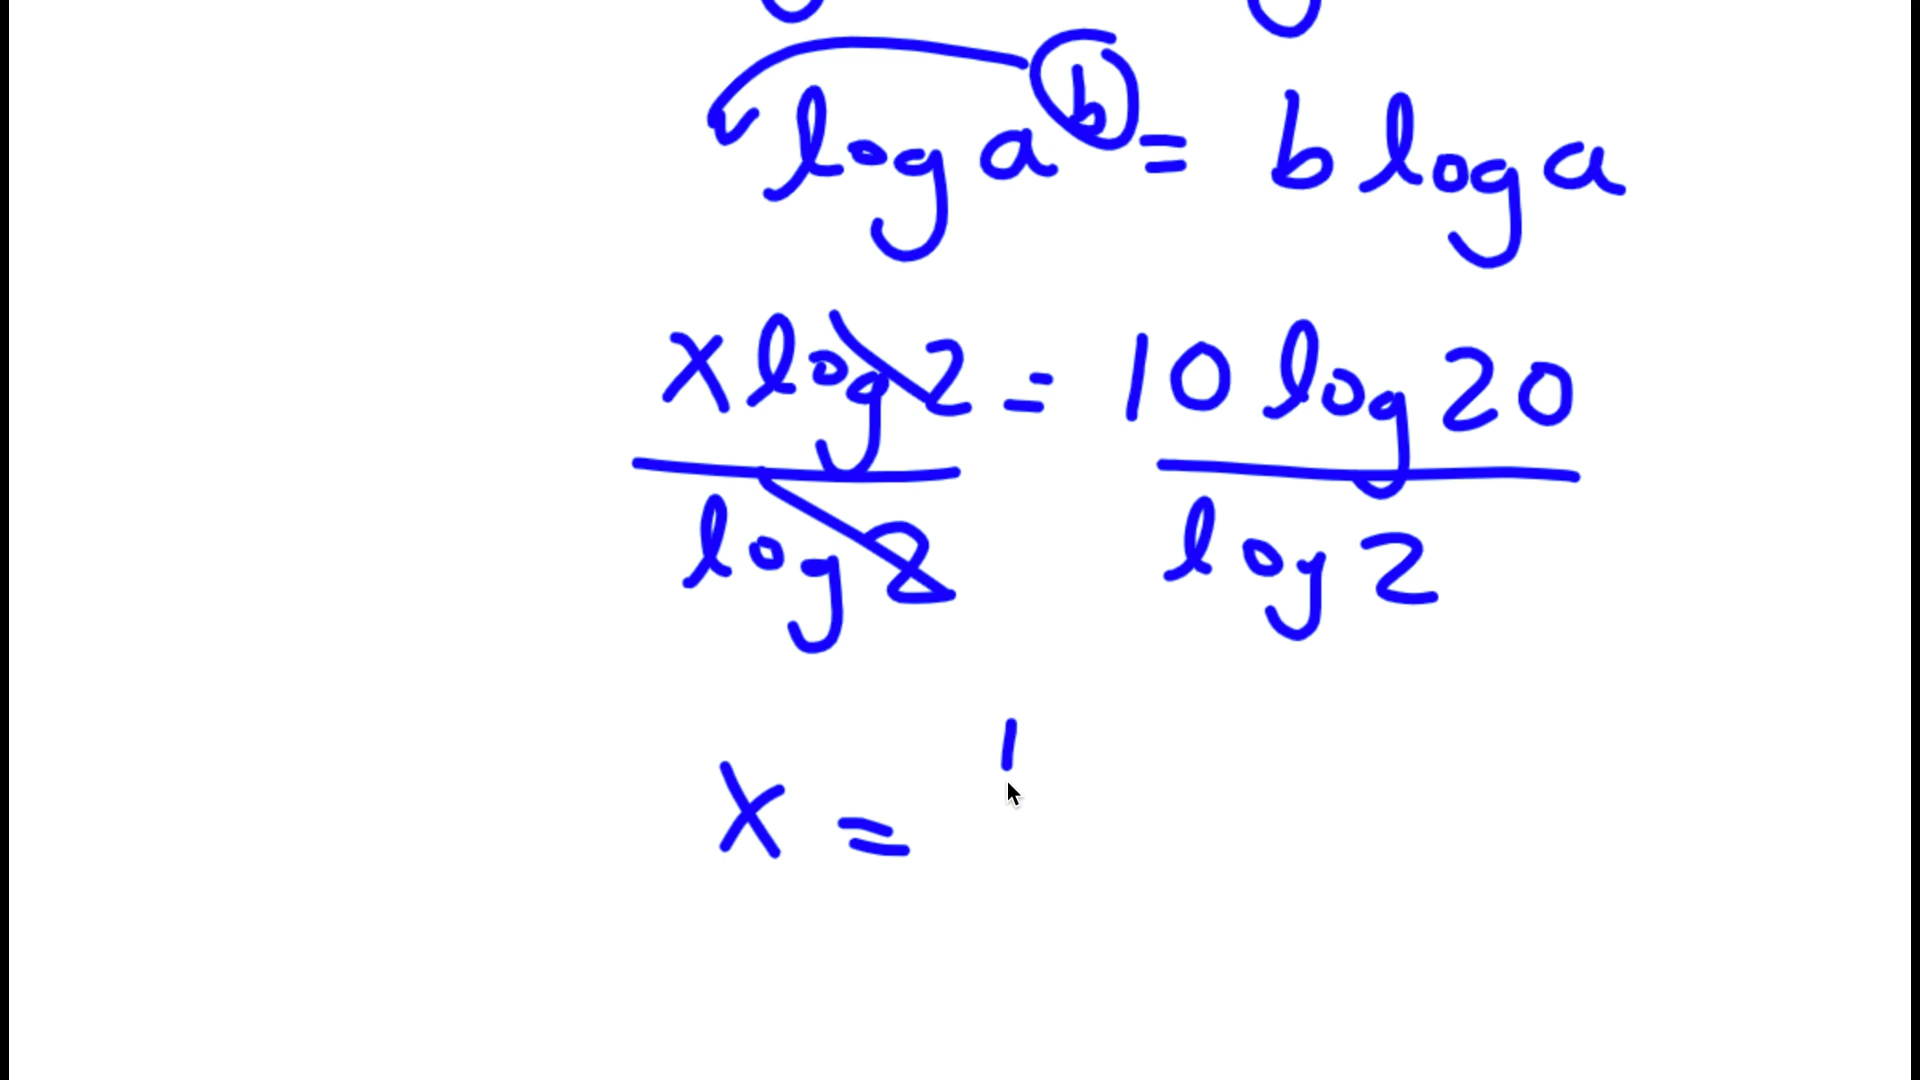 log a^b = b log a
x log 2 = 10 log 20
log 2 log 2
x = 1